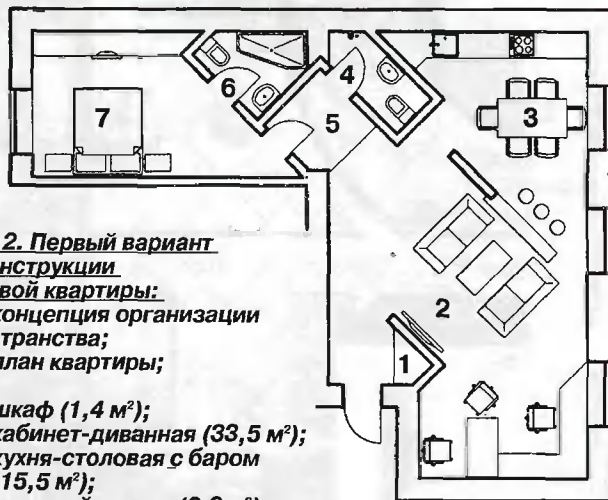 7
6
4
5
3
2
1
2. Первый вариант
нструкции
вой квартиры:
концепция организации
транства;
план квартиры;
шкаф (1,4 м²);
кабинет-диванная (33,5 м²);
кухня-столовая с баром
15,5 м²);